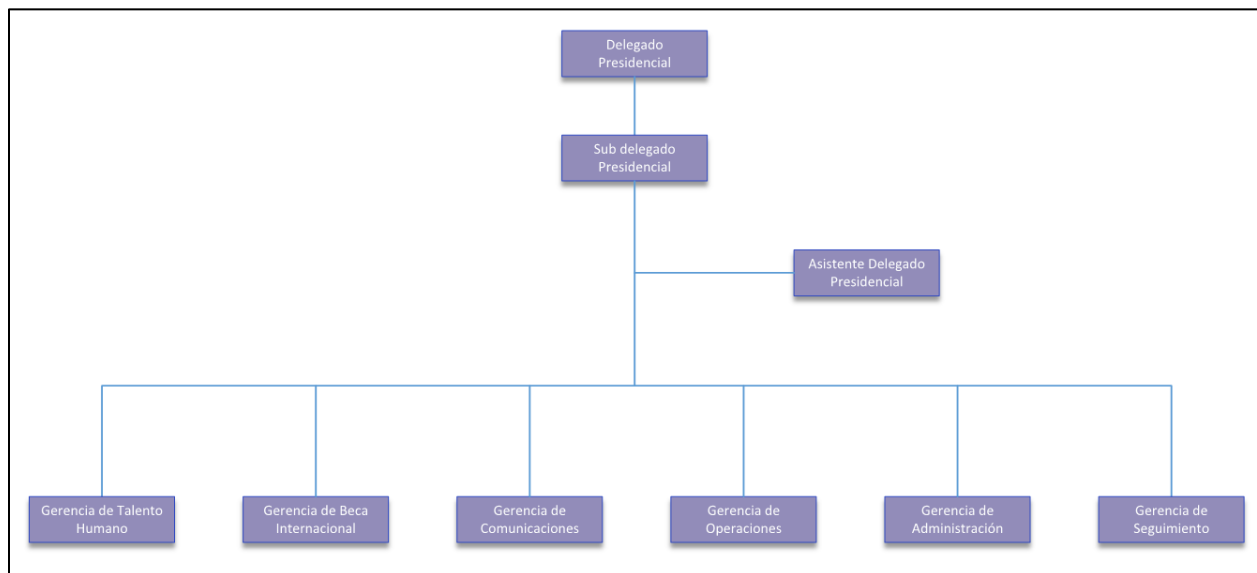 Delegado
Presidencial
Sub delegado
Presidencial
Asistente Delegado
Presidencial
Gerencia de Talento
Humano
Gerencia de Beca
Internacional
Gerencia de
Comunicaciones
Gerencia de
Operaciones
Gerencia de
Administración
Gerencia de
Seguimiento